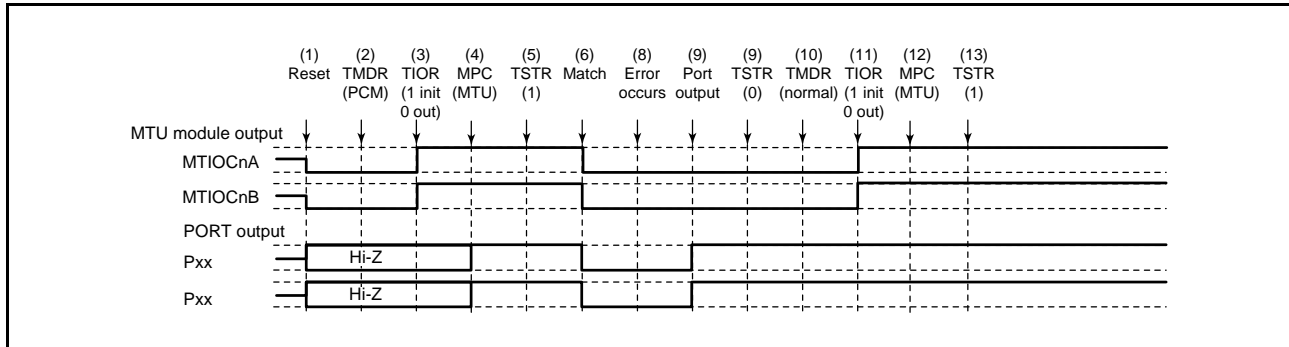 (1) (2) (3) (4) (5) (6) (8) (9) (9) (10) (11) (12) (13)
Reset TMDR TIOR MPC TSTR Match Error Port TSTR TMDR TIOR MPC TSTR
(PCM) (1 init (MTU) (1) occurs output (0) (normal) (1 init (MTU) (1)
0 out) 0 out)
MTU module output
MTIOCnA
MTIOCnB
PORT output
Pxx Hi-Z
Pxx Hi-Z